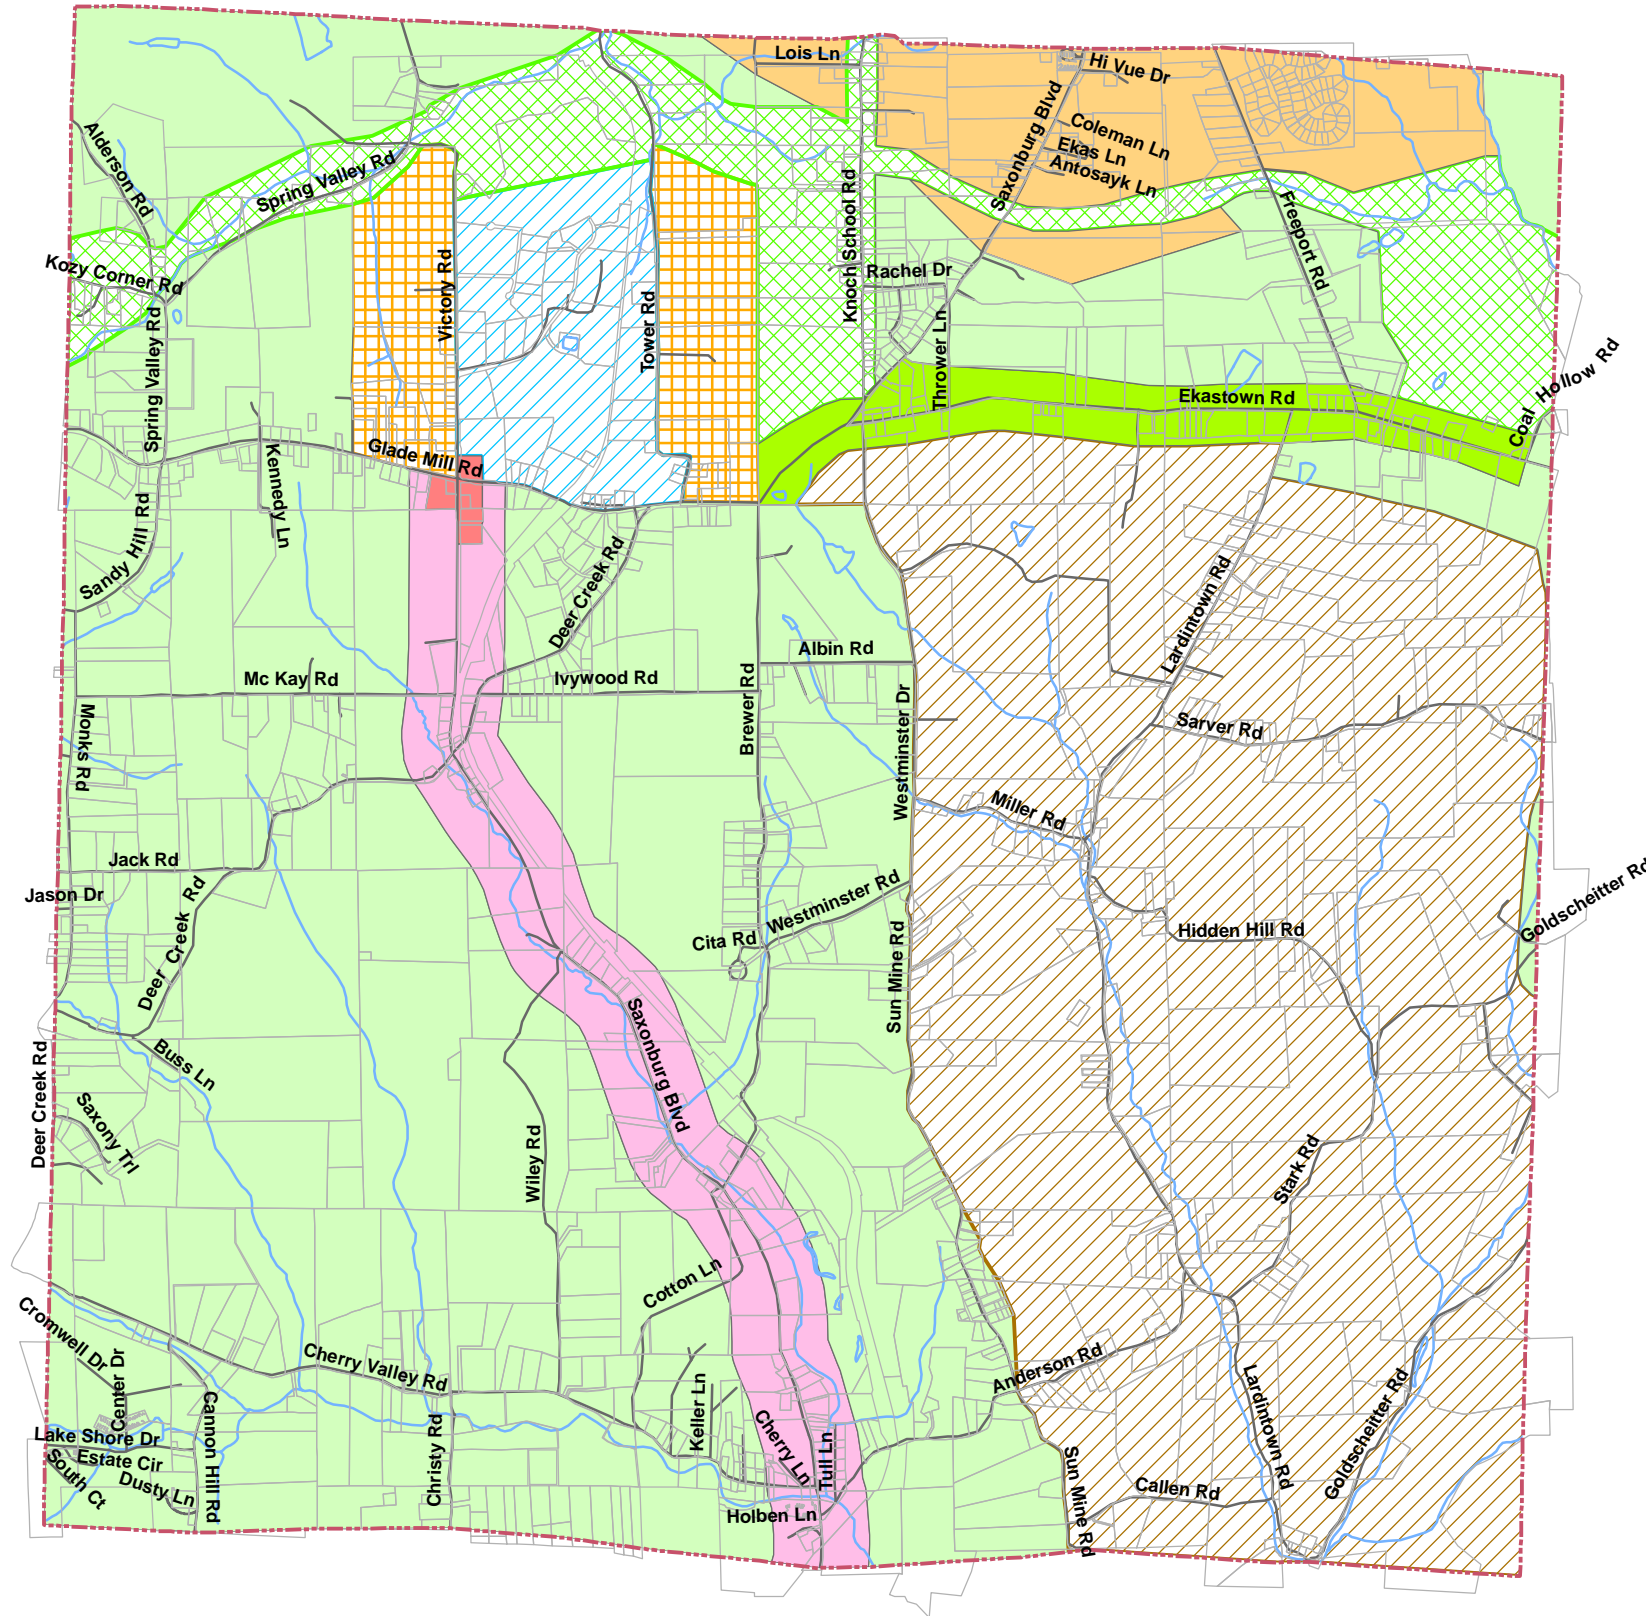 Lois Ln
Hi Vue Dr
Saxonburg Blvd
Coleman Ln
Ekas Ln
Antosayk Ln
Alderson Rd
Spring Valley Rd
Knoch School Rd
Freeport Rd
Kozy Corner Rd
Rachel Dr
Victory Rd
Tower Rd
Spring Valley Rd
Thrower Ln
Ekastown Rd
Coal Hollow Rd
Glade Mill Rd
Kennedy Ln
Sandy Hill Rd
Deer Creek Rd
Lardintown Rd
Albin Rd
Mc Kay Rd
Ivywood Rd
Brewer Rd
Westminster Dr
Monks Rd
Sarver Rd
Miller Rd
Jack Rd
Jason Dr
Deer Creek Rd
Westminster Rd
Cita Rd
Sun Mine Rd
Hidden Hill Rd
Goldscheitter Rd
Saxonburg Blvd
Buss Ln
Deer Creek Rd
Saxony Trl
Wiley Rd
Stark Rd
Cotton Ln
Cromwell Dr
Center Dr
Cherry Valley Rd
Anderson Rd
Keller Ln
Cannon Hill Rd
Christy Rd
Cherry Ln
Tull Ln
Lardintown Rd
Goldscheitter Rd
Lake Shore Dr
Estate Cir
South Ct
Dusty Ln
Sun Mine Rd
Callen Rd
Holben Ln